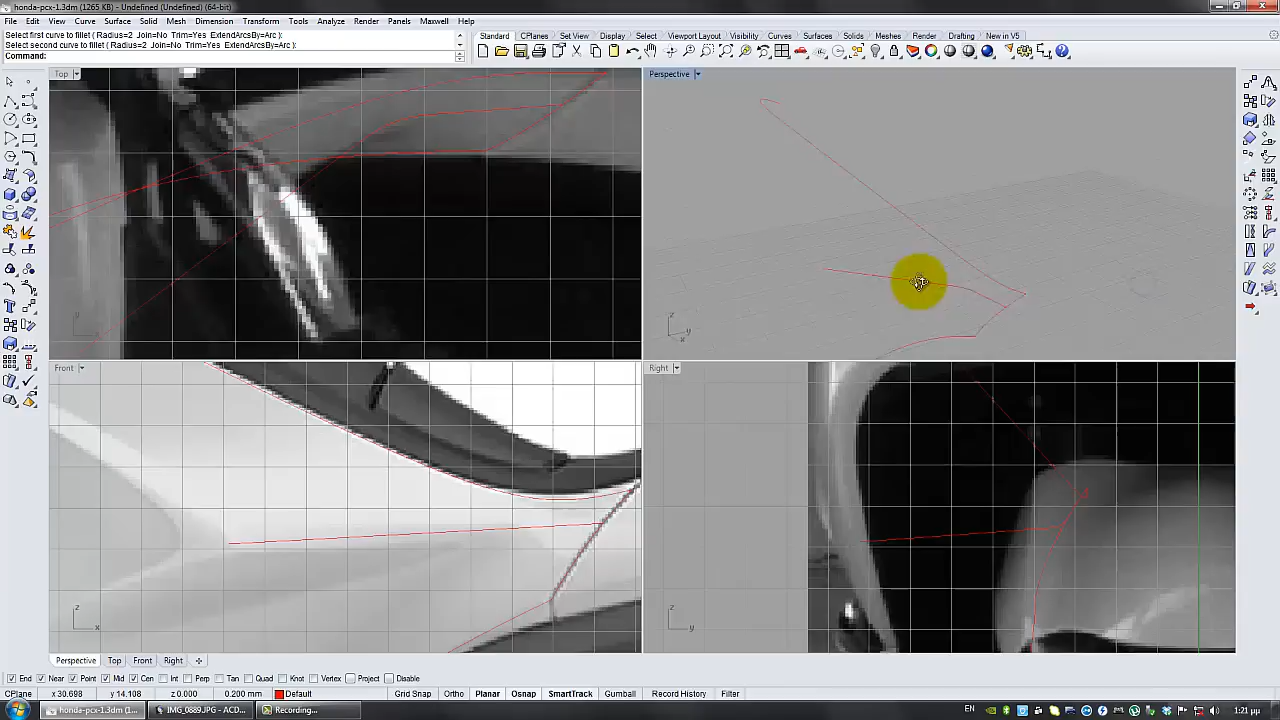 honda-pcx-1.3dm (1265 KB) - Undefined (Undefined) (64-bit)
File Edit View Curve Surface Solid Mesh Dimension Transform Tools Analyze Render Panels Maxwell Help
Select first curve to fillet ( Radius=2 Join=No Trim=Yes ExtendArcsBy=Arc ):
Select second curve to fillet ( Radius=2 Join=No Trim=Yes ExtendArcsBy=Arc ):
Command:
Standard CPlanes Set View Display Select Viewport Layout Visibility Curves Surfaces Solids Meshes Render Drafting New in V5
Top
Perspective
y
z
y
x
Front
Right
z
x
z
y
Perspective Top Front Right
End Near Point Mid Cen Int Perp Tan Quad Knot Vertex Project Disable
CPlane x 30.698 y 14.108 z 0.000 0.200 mm Default Grid Snap Ortho Planar Osnap SmartTrack Gumball Record History Filter
honda-pcx-1.3dm (1... IMG_0889.JPG - ACD... Recording... EN 1:21 μμ